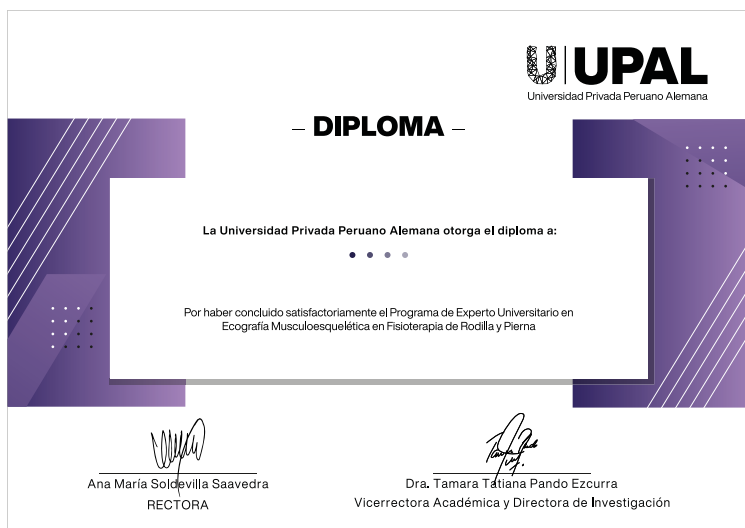 UPAL
Universidad Privada Peruano Alemana
– DIPLOMA –
La Universidad Privada Peruano Alemana otorga el diploma a:
Por haber concluido satisfactoriamente el Programa de Experto Universitario en
Ecografía Musculoesquelética en Fisioterapia de Rodilla y Pierna
Ana María Soldevilla Saavedra
RECTORA
Dra. Tamara Tatiana Pando Ezcurra
Vicerrectora Académica y Directora de Investigación